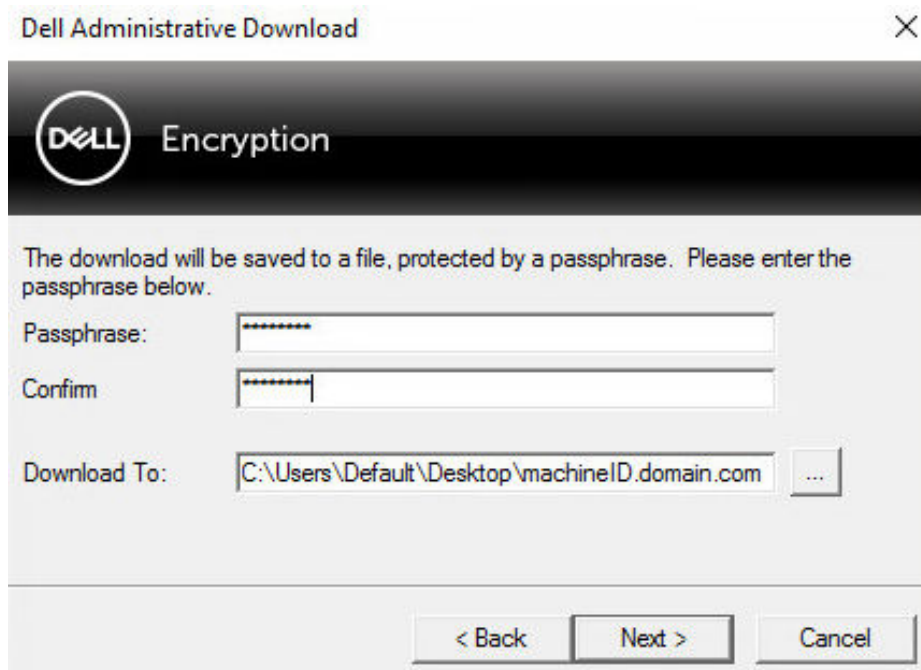 Dell Administrative Download
DELL Encryption
The download will be saved to a file, protected by a passphrase. Please enter the
passphrase below.
Passphrase: ********
Confirm ********
Download To: C:\Users\Default\Desktop\machineID.domain.com ...
< Back Next > Cancel